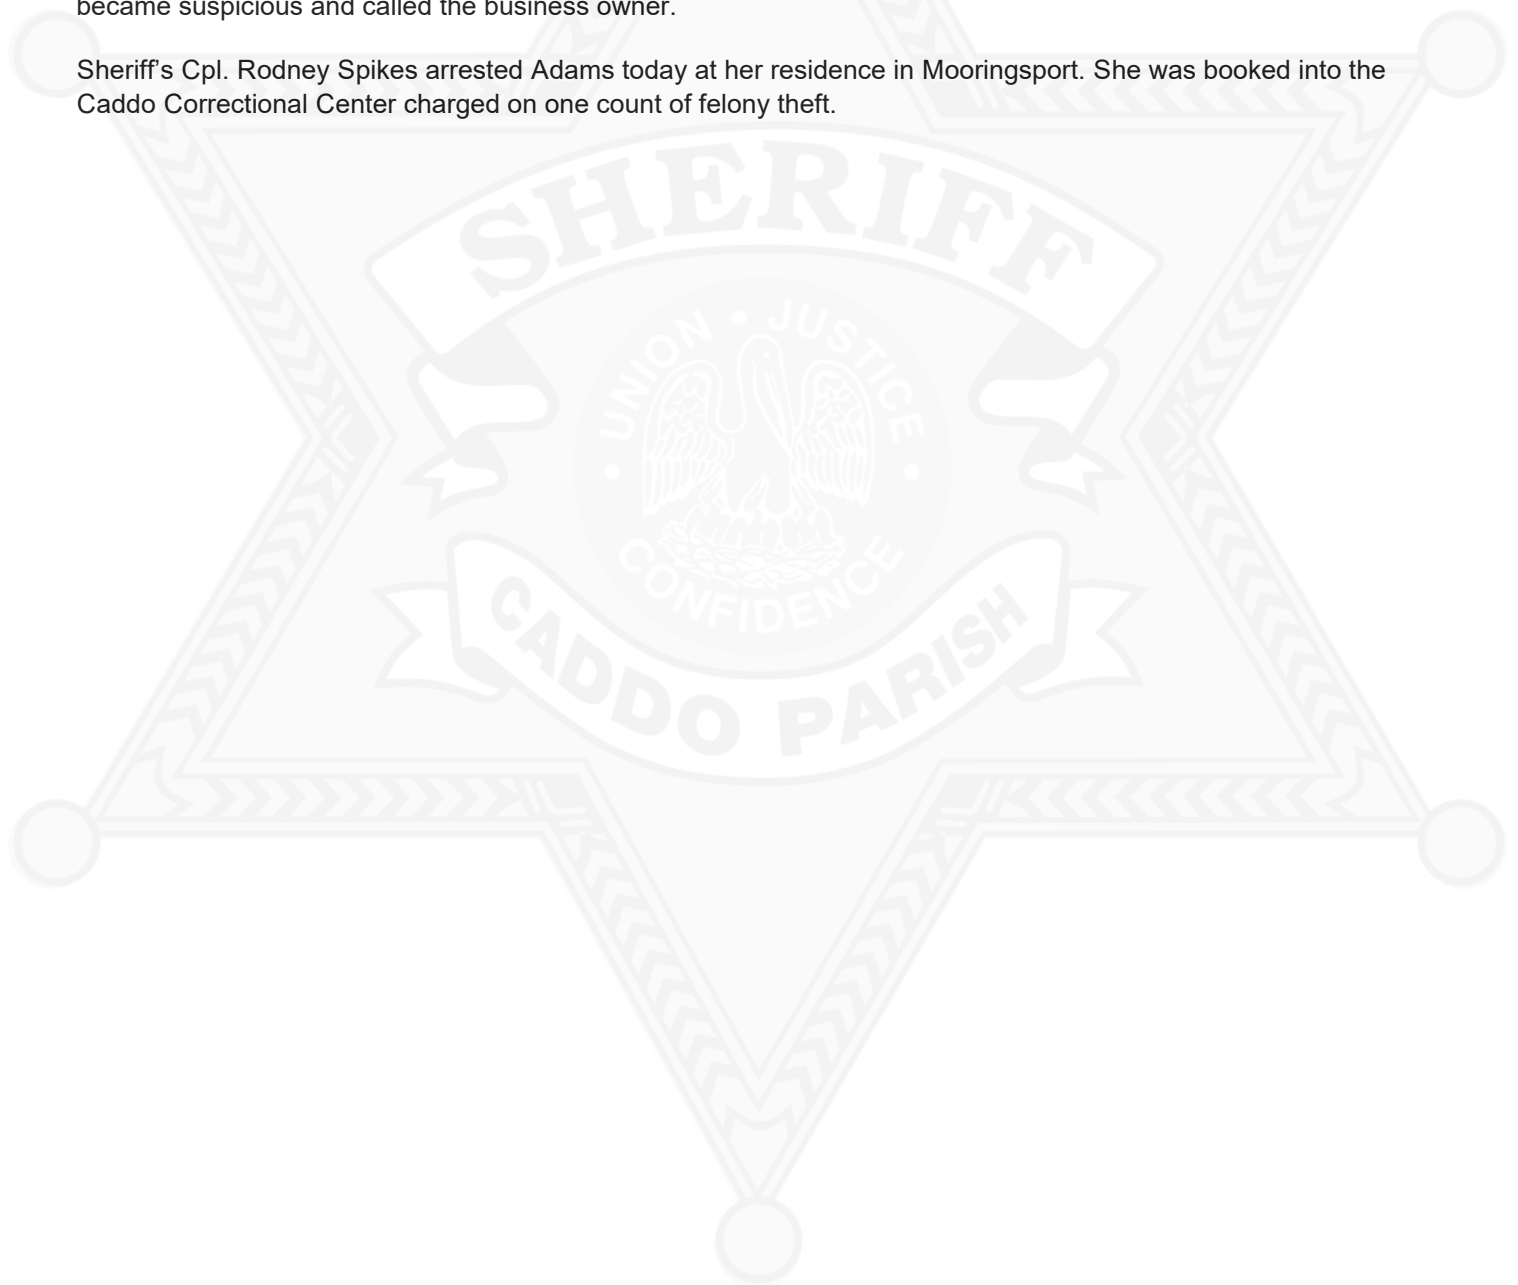 became suspicious and called the business owner.
Sheriff’s Cpl. Rodney Spikes arrested Adams today at her residence in Mooringsport. She was booked into the
Caddo Correctional Center charged on one count of felony theft.
SHERIFF
UNION • JUSTICE
CONFIDENCE
CADDO PARISH